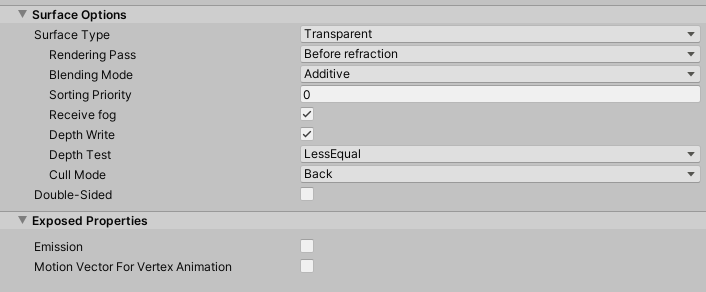 Surface Options
Surface Type Transparent
Rendering Pass Before refraction
Blending Mode Additive
Sorting Priority 0
Receive fog
Depth Write
Depth Test LessEqual
Cull Mode Back
Double-Sided
Exposed Properties
Emission
Motion Vector For Vertex Animation